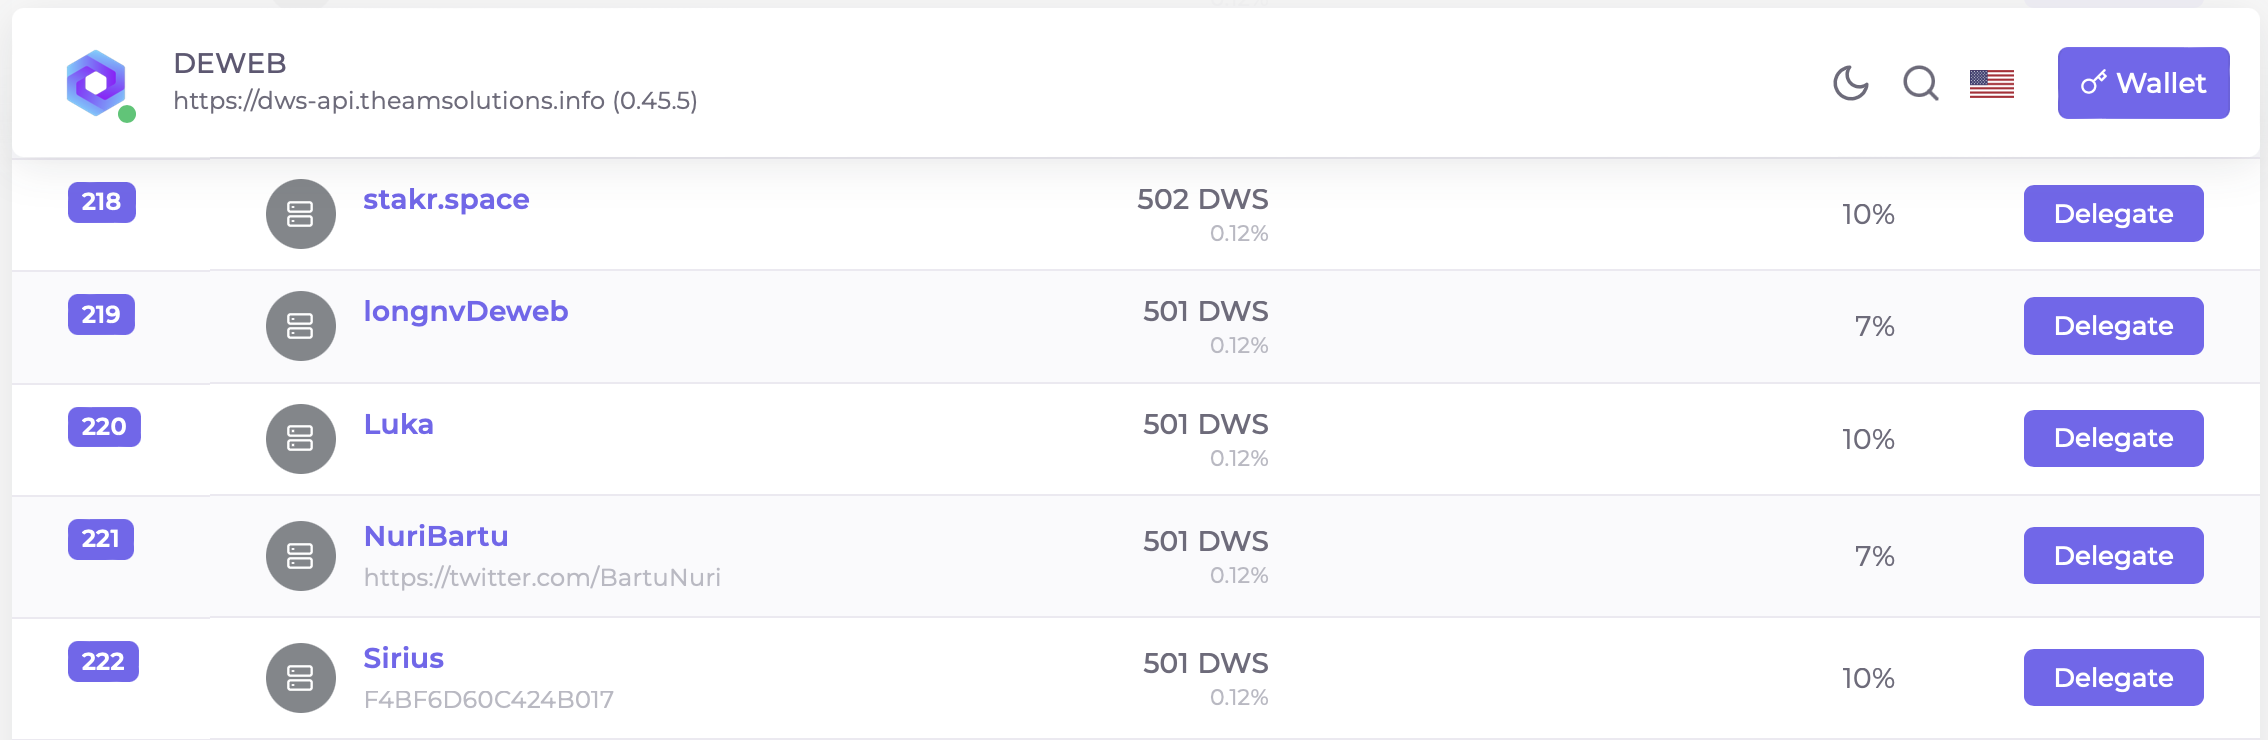 DEWEB
https://dws-api.theamsolutions.info (0.45.5)
Wallet
218 stakr.space 502 DWS 10% Delegate
0.12%
219 longnvDeweb 501 DWS 7% Delegate
0.12%
220 Luka 501 DWS 10% Delegate
0.12%
221 NuriBartu 501 DWS 7% Delegate
https://twitter.com/BartuNuri 0.12%
222 Sirius 501 DWS 10% Delegate
F4BF6D60C424B017 0.12%